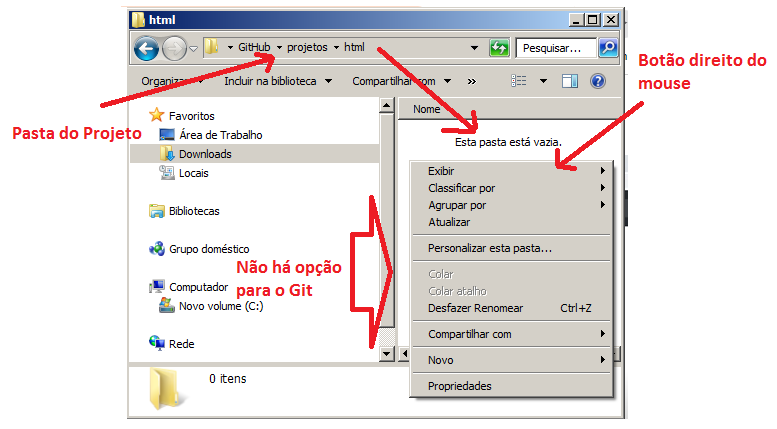 html
GitHub projetos html
Pesquisar...
Organizar
Incluir na biblioteca
Compartilhar com
»
Botão direito do
mouse
Pasta do Projeto
Favoritos
Área de Trabalho
Downloads
Locais
Bibliotecas
Grupo doméstico
Computador
Novo volume (C:)
Rede
Nome
Esta pasta está vazia.
Exibir
Classificar por
Agrupar por
Atualizar
Personalizar esta pasta...
Colar
Colar atalho
Desfazer Renomear Ctrl+Z
Compartilhar com
Novo
Propriedades
Não há opção
para o Git
0 itens